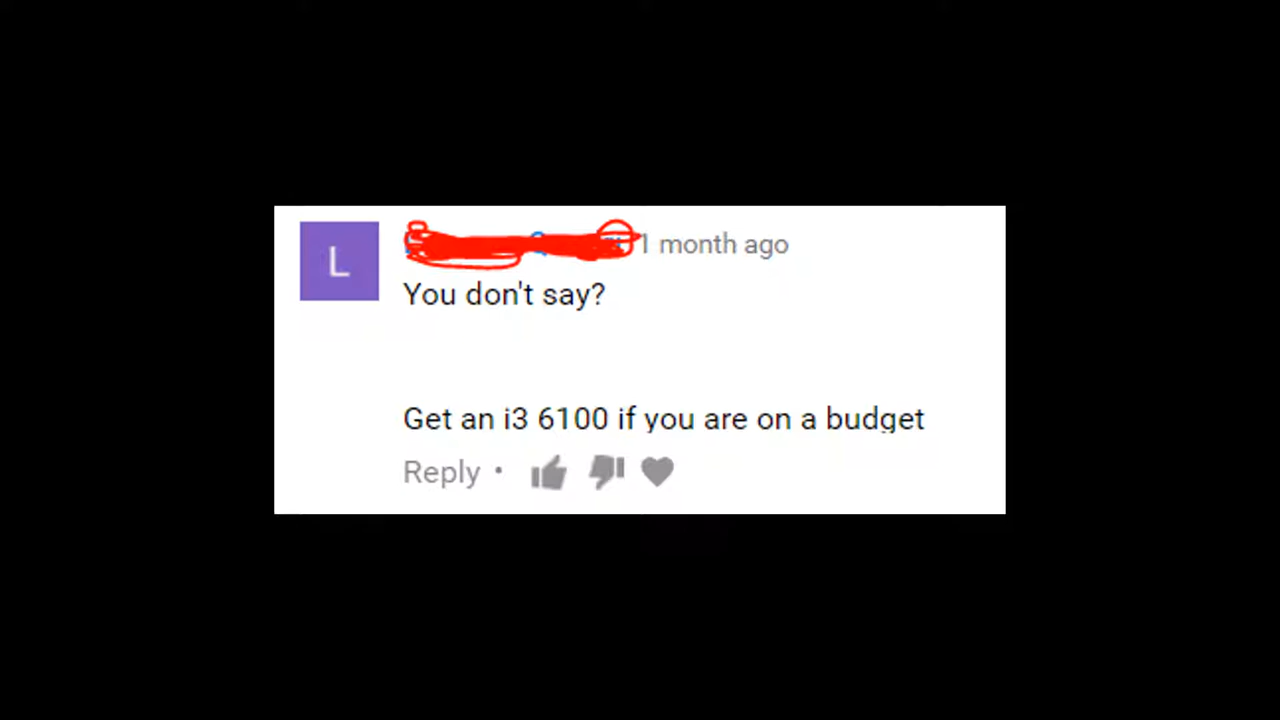 L
1 month ago
You don't say?
Get an i3 6100 if you are on a budget
Reply •